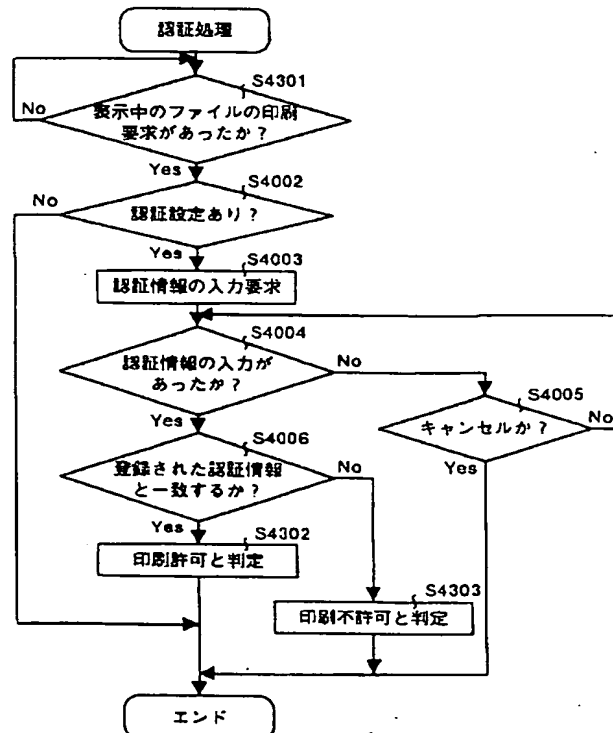 認証処理
S4301
表示中のファイルの印刷
要求があったか？
No
Yes
S4002
認証設定あり？
No
Yes
S4003
認証情報の入力要求
S4004
認証情報の入力が
あったか？
No
Yes
S4005
キャンセルか？
No
Yes
S4006
登録された認証情報
と一致するか？
No
Yes
S4302
印刷許可と判定
S4303
印刷不許可と判定
エンド